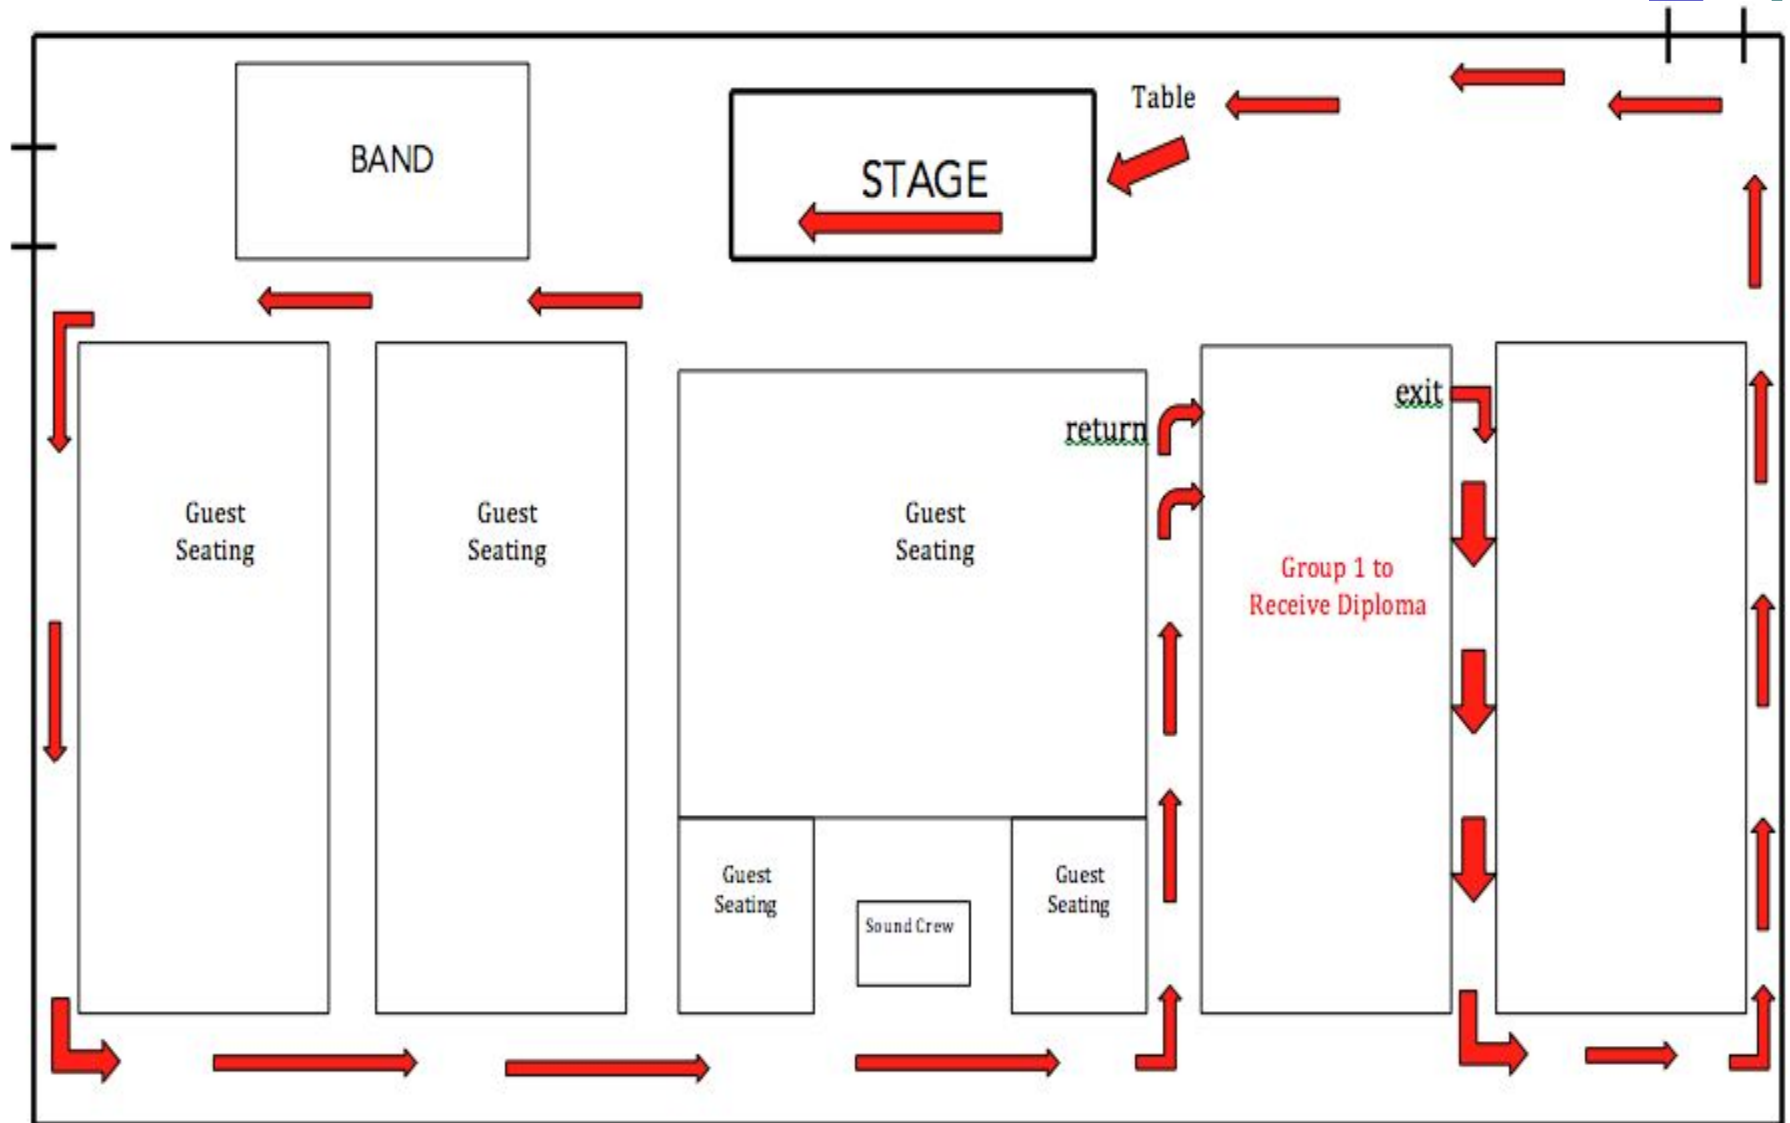 Table
BAND
STAGE
exit
return
Guest
Seating
Guest
Seating
Guest
Seating
Group 1 to
Receive Diploma
Guest
Seating
Sound Crew
Guest
Seating